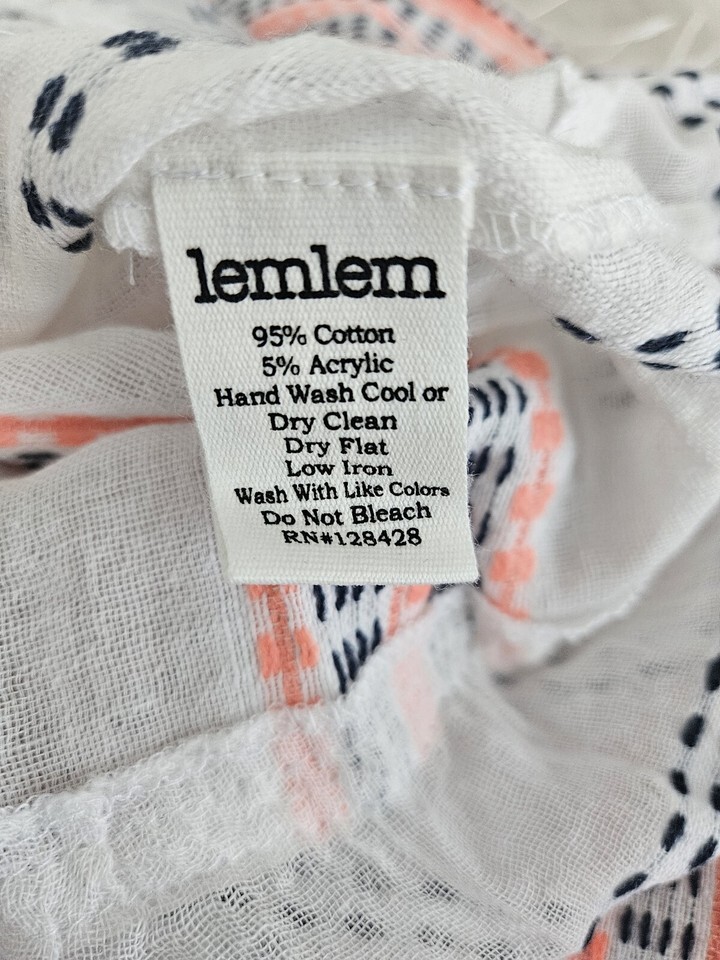 lemlem
95% Cotton
5% Acrylic
Hand Wash Cool or
Dry Clean
Dry Flat
Low Iron
Wash With Like Colors
Do Not Bleach
RN#128428